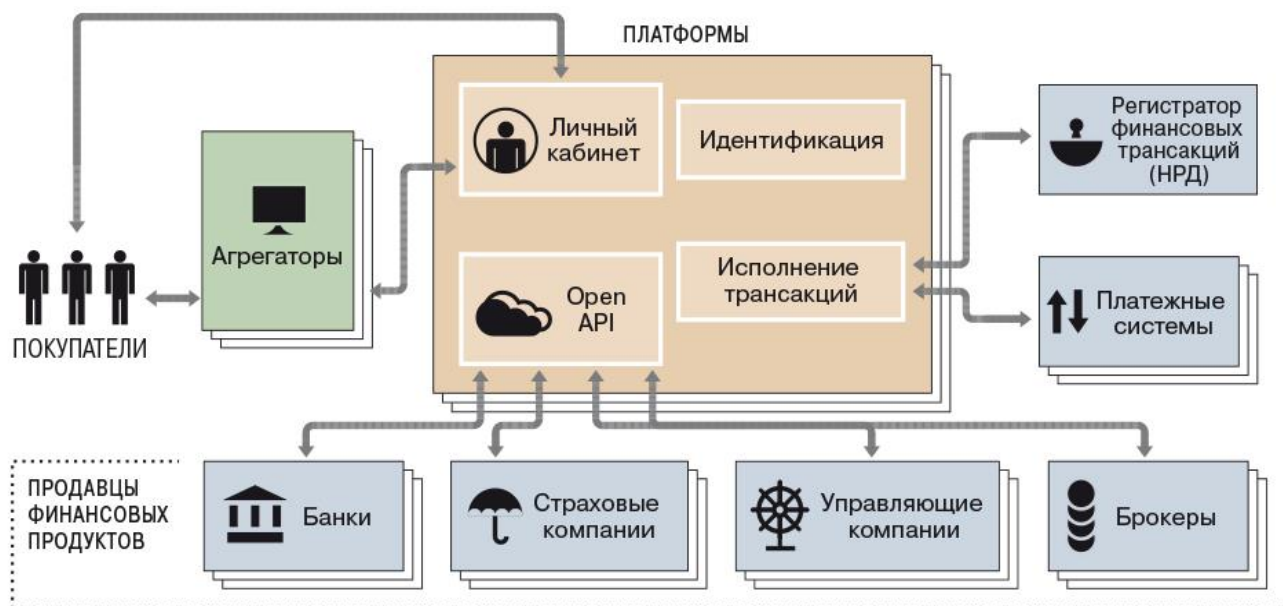 ПЛАТФОРМЫ
Личный
кабинет
Идентификация
Регистратор
финансовых
трансакций
(НРД)
Агрегаторы
ПОКУПАТЕЛИ
Open
API
Исполнение
трансакций
Платежные
системы
ПРОДАВЦЫ
ФИНАНСОВЫХ
ПРОДУКТОВ
Банки
Страховые
компании
Управляющие
компании
Брокеры